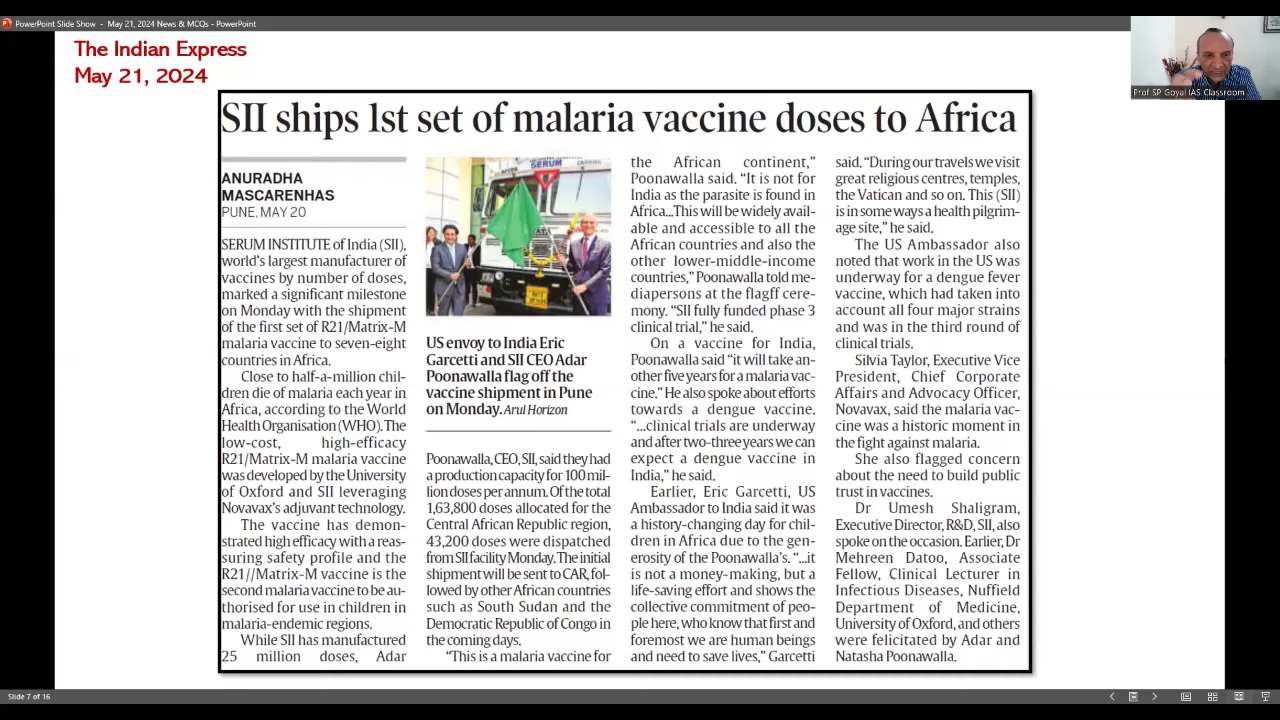 PowerPoint Slide Show - May 21, 2024 News & MCQs - PowerPoint
Prof SP Goyal IAS Classroom
The Indian Express
May 21, 2024
SII ships 1st set of malaria vaccine doses to Africa
ANURADHA
MASCARENHAS
PUNE, MAY 20
SERUM INSTITUTE of India (SII),
world's largest manufacturer of
vaccines by number of doses,
marked a significant milestone
on Monday with the shipment
of the first set of R21/Matrix-M
malaria vaccine to seven-eight
countries in Africa.
Close to half-a-million chil-
dren die of malaria each year in
Africa, according to the World
Health Organisation (WHO). The
low-cost, high-efficacy
R21/Matrix-M malaria vaccine
was developed by the University
of Oxford and SII leveraging
Novavax's adjuvant technology.
The vaccine has demon-
strated high efficacy with a reas-
suring safety profile and the
R21//Matrix-M vaccine is the
second malaria vaccine to be au-
thorised for use in children in
malaria-endemic regions.
While SII has manufactured
25 million doses, Adar
SERUM
US envoy to India Eric
Garcetti and SII CEO Adar
Poonawalla flag off the
vaccine shipment in Pune
on Monday. Arul Horizon
Poonawalla, CEO, SII, said they had
a production capacity for 100 mil-
lion doses per annum. Of the total
1,63,800 doses allocated for the
Central African Republic region,
43,200 doses were dispatched
from SII facility Monday. The initial
shipment will be sent to CAR, fol-
lowed by other African countries
such as South Sudan and the
Democratic Republic of Congo in
the coming days.
"This is a malaria vaccine for
the African continent,"
Poonawalla said. "It is not for
India as the parasite is found in
Africa...This will be widely avail-
able and accessible to all the
African countries and also the
other lower-middle-income
countries," Poonawalla told me-
diapersons at the flagff cere-
mony. "SII fully funded phase 3
clinical trial," he said.
On a vaccine for India,
Poonawalla said "it will take an-
other five years for a malaria vac-
cine." He also spoke about efforts
towards a dengue vaccine.
"...clinical trials are underway
and after two-three years we can
expect a dengue vaccine in
India," he said.
Earlier, Eric Garcetti, US
Ambassador to India said it was
a history-changing day for chil-
dren in Africa due to the gen-
erosity of the Poonawalla's. "...it
is not a money-making, but a
life-saving effort and shows the
collective commitment of peo-
ple here, who know that first and
foremost we are human beings
and need to save lives," Garcetti
said. "During our travels we visit
great religious centres, temples,
the Vatican and so on. This (SII)
is in some ways a health pilgrim-
age site," he said.
The US Ambassador also
noted that work in the US was
underway for a dengue fever
vaccine, which had taken into
account all four major strains
and was in the third round of
clinical trials.
Silvia Taylor, Executive Vice
President, Chief Corporate
Affairs and Advocacy Officer,
Novavax, said the malaria vac-
cine was a historic moment in
the fight against malaria.
She also flagged concern
about the need to build public
trust in vaccines.
Dr Umesh Shaligram,
Executive Director, R&D, SII, also
spoke on the occasion. Earlier, Dr
Mehreen Datoo, Associate
Fellow, Clinical Lecturer in
Infectious Diseases, Nuffield
Department of Medicine,
University of Oxford, and others
were felicitated by Adar and
Natasha Poonawalla.
Slide 7 of 16